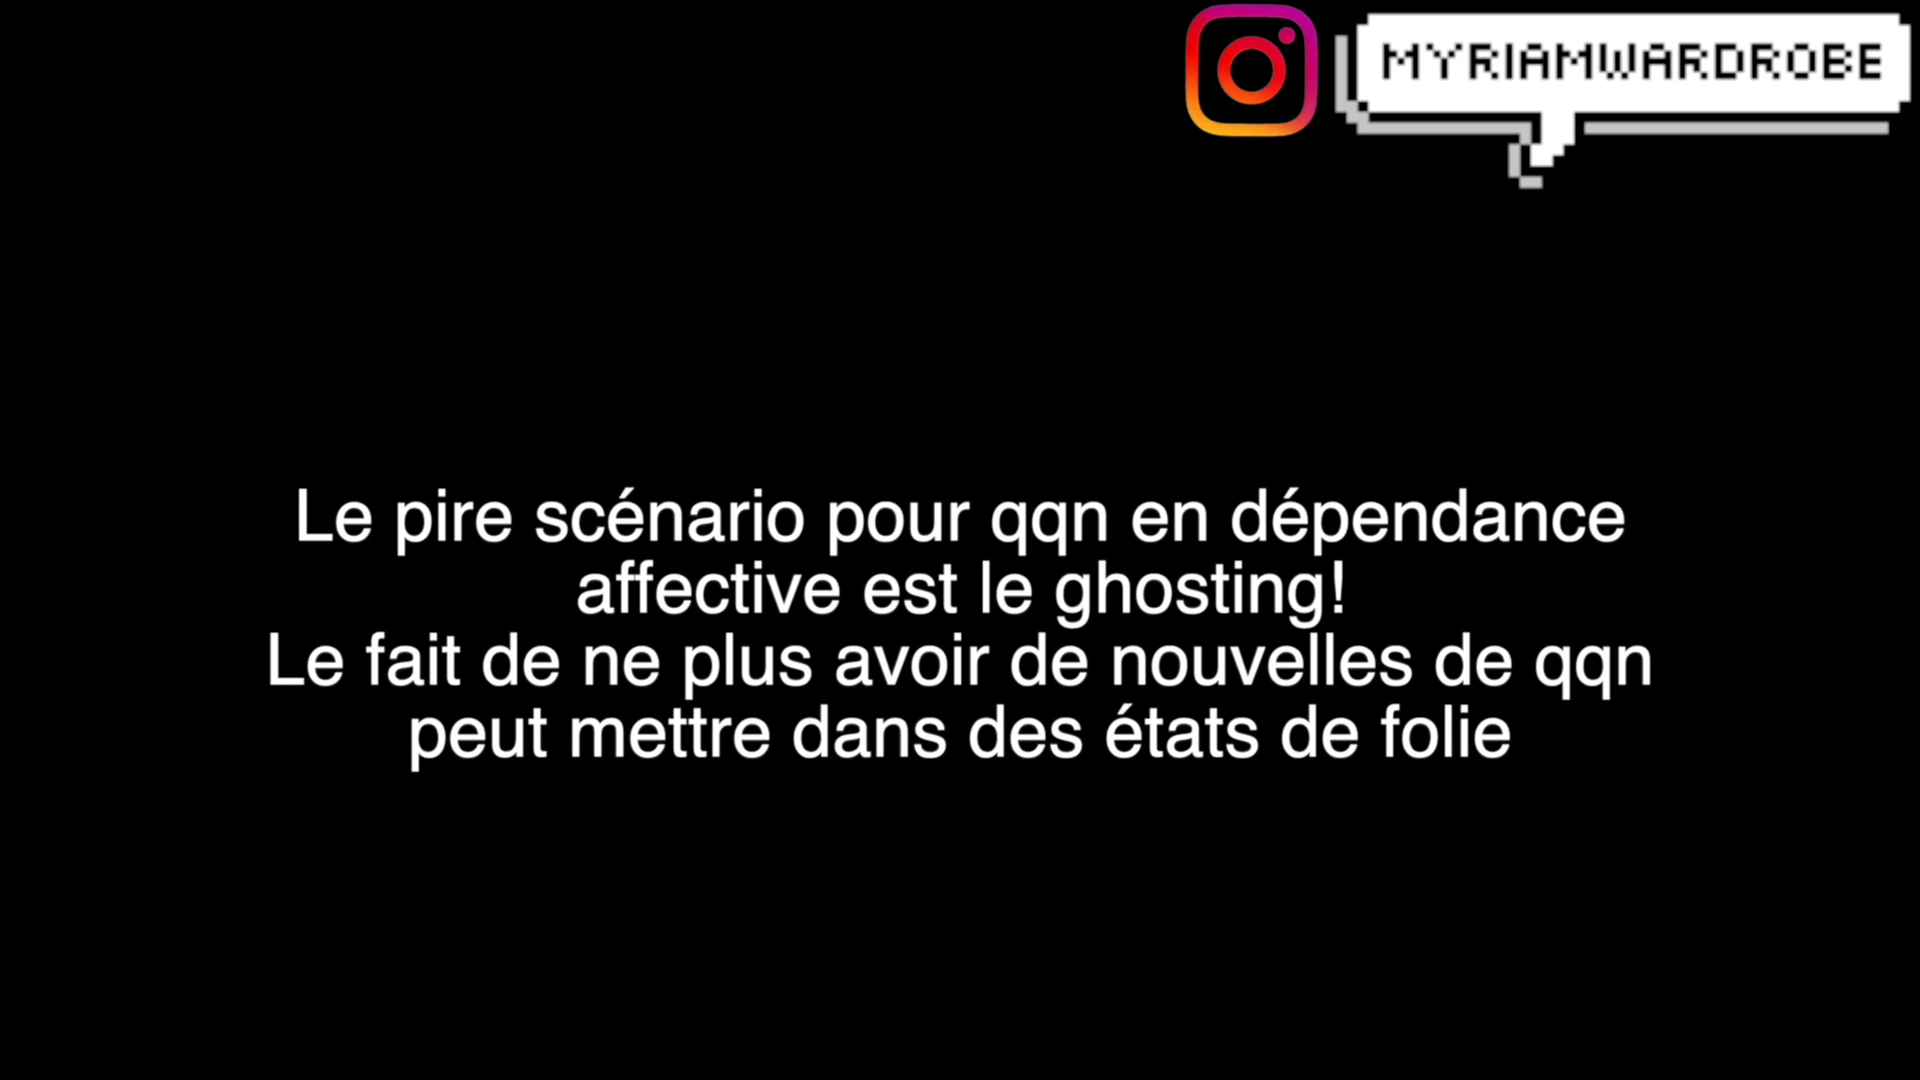 MYRIAMWARDROBE
Le pire scénario pour qqn en dépendance
affective est le ghosting!
Le fait de ne plus avoir de nouvelles de qqn
peut mettre dans des états de folie